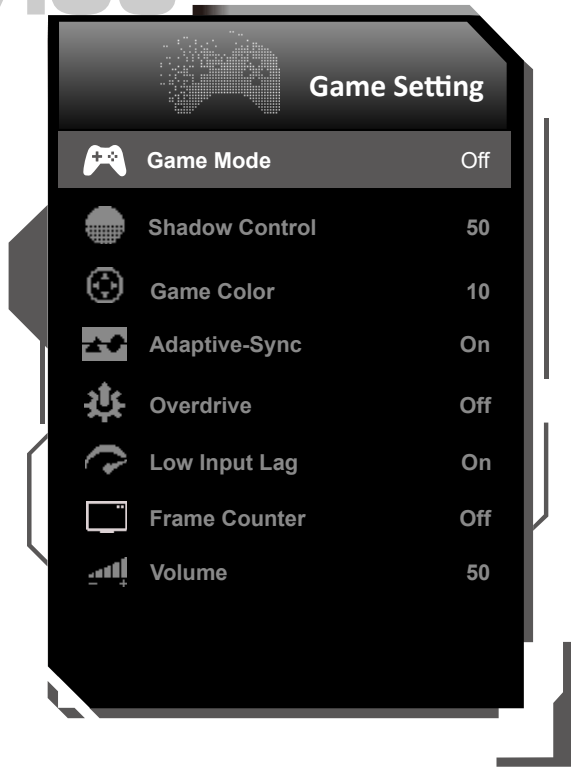 Game Setting
Game Mode Off
Shadow Control 50
Game Color 10
Adaptive-Sync On
Overdrive Off
Low Input Lag On
Frame Counter Off
Volume 50